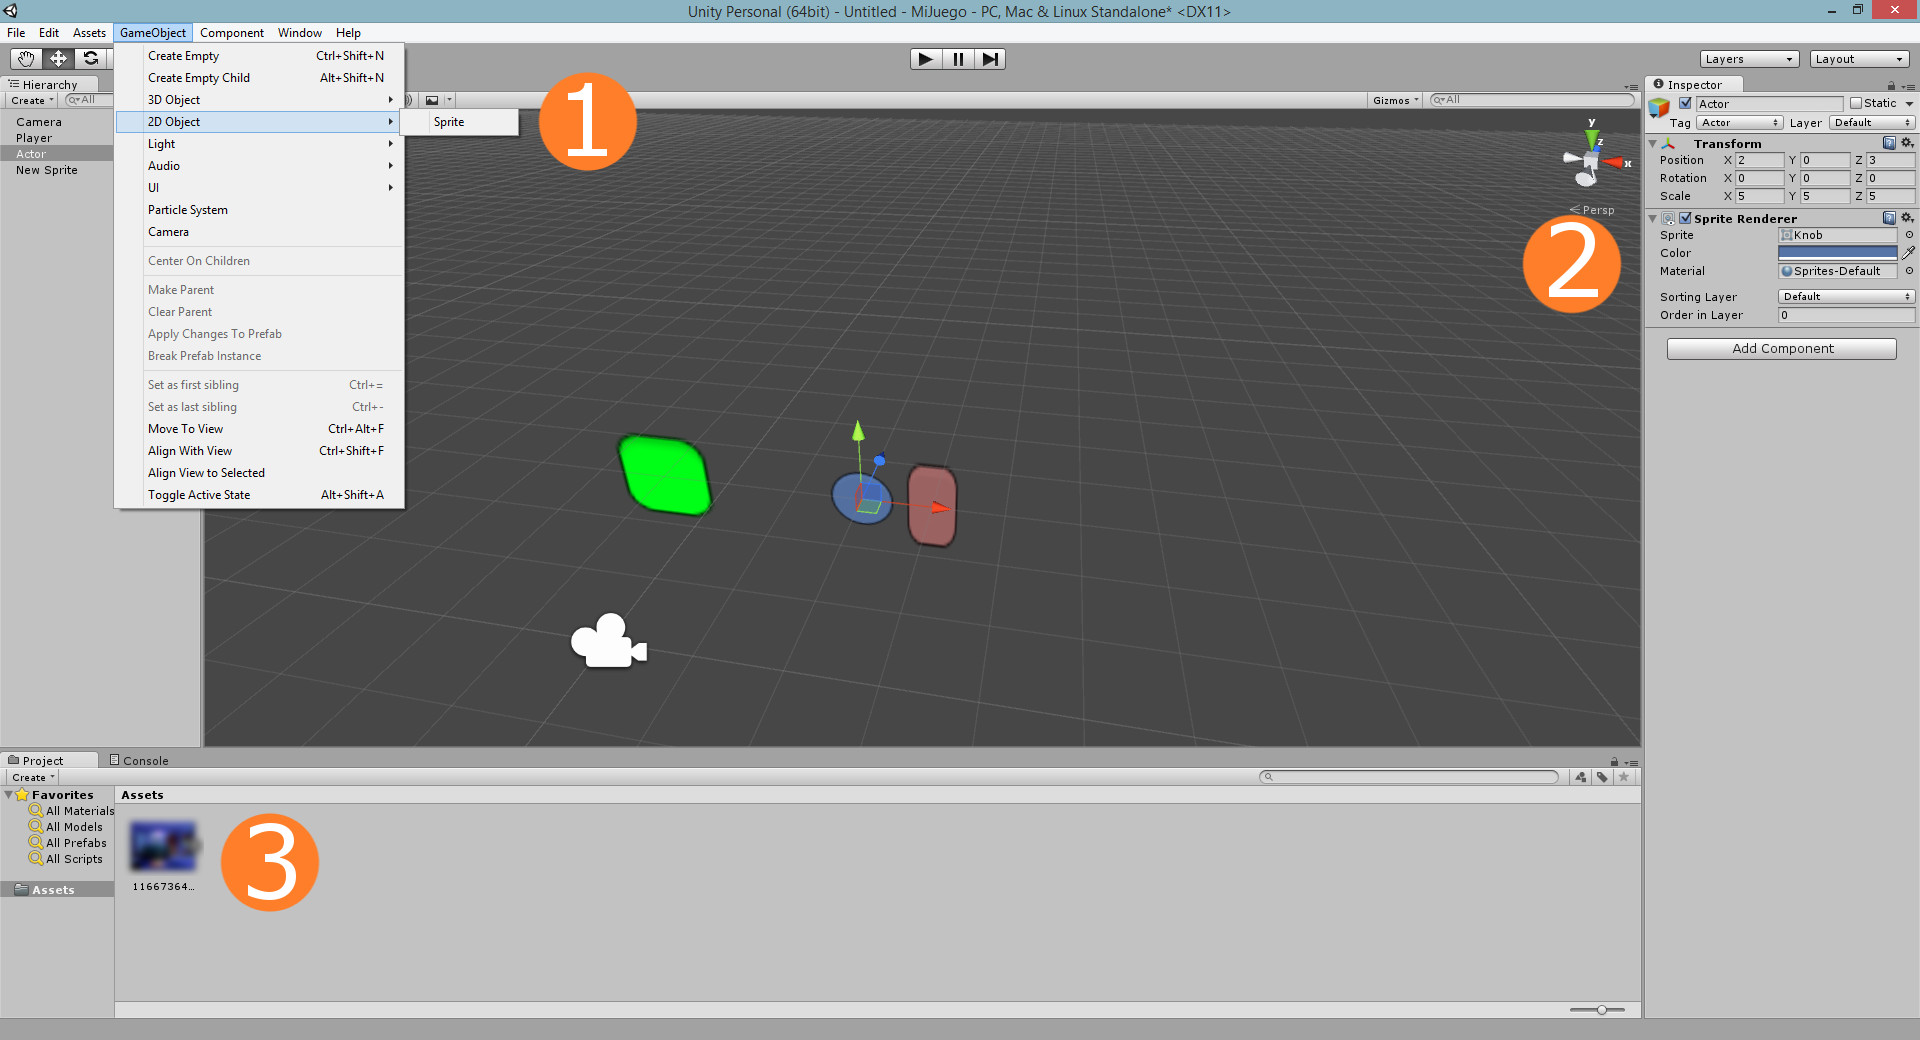 Unity Personal (64bit) - Untitled - MiJuego - PC, Mac & Linux Standalone* <DX11>
File Edit Assets GameObject Component Window Help
Layers Layout
Hierarchy
Create All
Camera
Player
Actor
New Sprite
Create Empty Ctrl+Shift+N
Create Empty Child Alt+Shift+N
3D Object
2D Object
Light
Audio
UI
Particle System
Camera
Center On Children
Make Parent
Clear Parent
Apply Changes To Prefab
Break Prefab Instance
Set as first sibling Ctrl+=
Set as last sibling Ctrl+-
Move To View Ctrl+Alt+F
Align With View Ctrl+Shift+F
Align View to Selected
Toggle Active State Alt+Shift+A
Sprite
1
Gizmos All
y
z
x
Persp
2
Inspector
Actor Static
Tag Actor Layer Default
Transform
Position X 2 Y 0 Z 3
Rotation X 0 Y 0 Z 0
Scale X 5 Y 5 Z 5
Sprite Renderer
Sprite Knob
Color
Material Sprites-Default
Sorting Layer Default
Order in Layer 0
Add Component
Project Console
Create
Favorites
All Materials
All Models
All Prefabs
All Scripts
Assets
Assets
11667364...
3